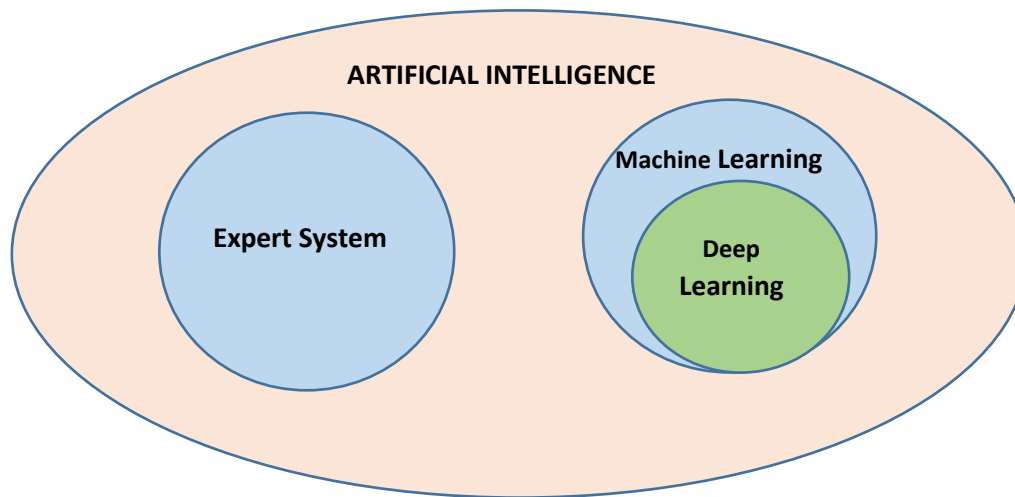 ARTIFICIAL INTELLIGENCE
Expert System
Machine Learning
Deep
Learning